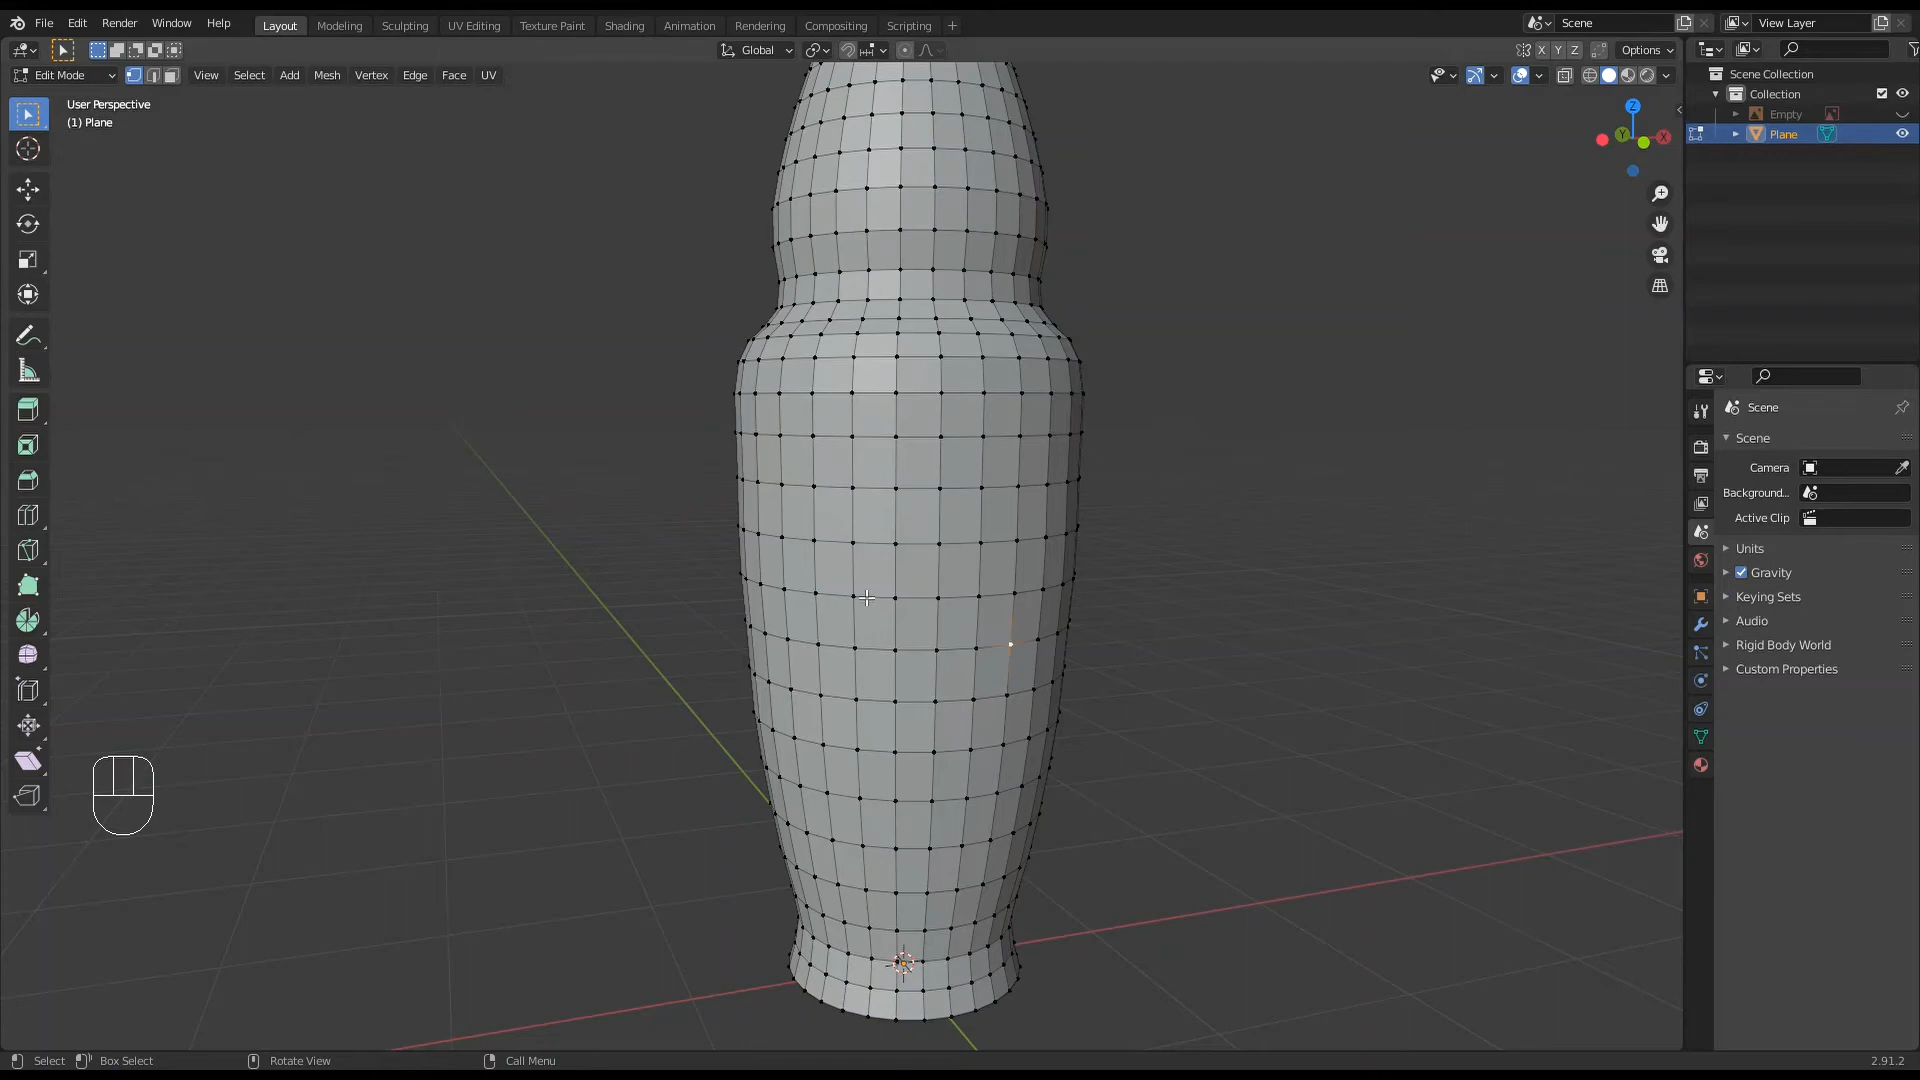 File Edit Render Window Help Layout Modeling Sculpting UV Editing Texture Paint Shading Animation Rendering Compositing Scripting + Scene View Layer
Global X Y Z Options
Edit Mode View Select Add Mesh Vertex Edge Face UV
User Perspective
(1) Plane
Z
Y
X
Scene Collection
Collection
Empty
Plane
Scene
Scene
Camera
Background...
Active Clip
Units
Gravity
Keying Sets
Audio
Rigid Body World
Custom Properties
Select Box Select Rotate View Call Menu 2.91.2